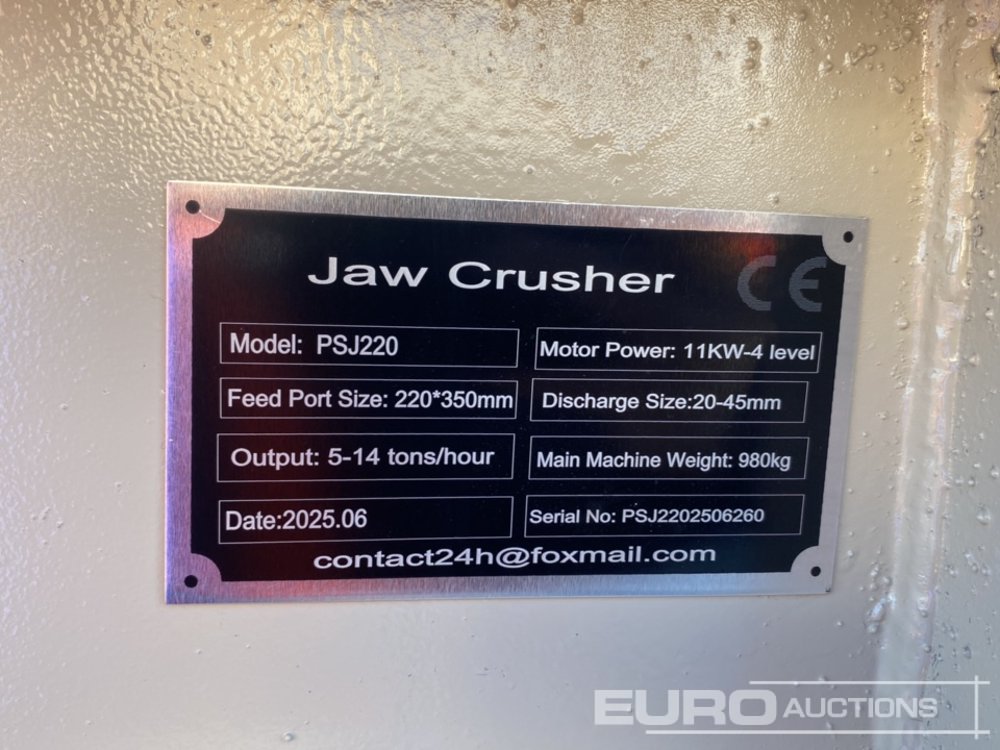 Jaw Crusher CE
Model: PSJ220
Motor Power: 11KW-4 level
Feed Port Size: 220*350mm
Discharge Size:20-45mm
Output: 5-14 tons/hour
Main Machine Weight: 980kg
Date:2025.06
Serial No: PSJ2202506260
contact24h@foxmail.com
EURO AUCTIONS